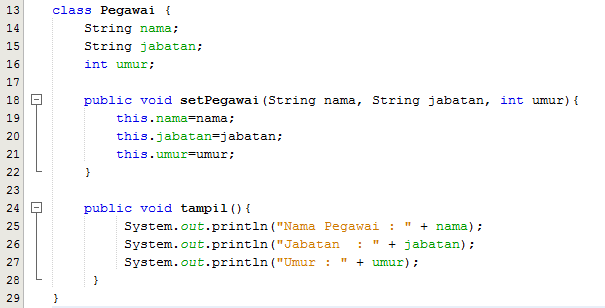 13 class Pegawai {
14 String nama;
15 String jabatan;
16 int umur;
17
18 public void setPegawai(String nama, String jabatan, int umur){
19 this.nama=nama;
20 this.jabatan=jabatan;
21 this.umur=umur;
22 }
23
24 public void tampil(){
25 System.out.println("Nama Pegawai : " + nama);
26 System.out.println("Jabatan  : " + jabatan);
27 System.out.println("Umur : " + umur);
28 }
29 }